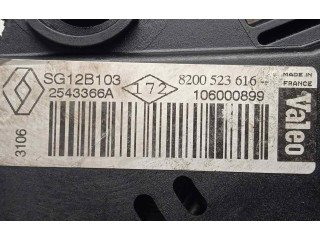 SG12B103
172
8200 523 616
2543366A
106000899
3106
MADE IN
FRANCE
Valeo